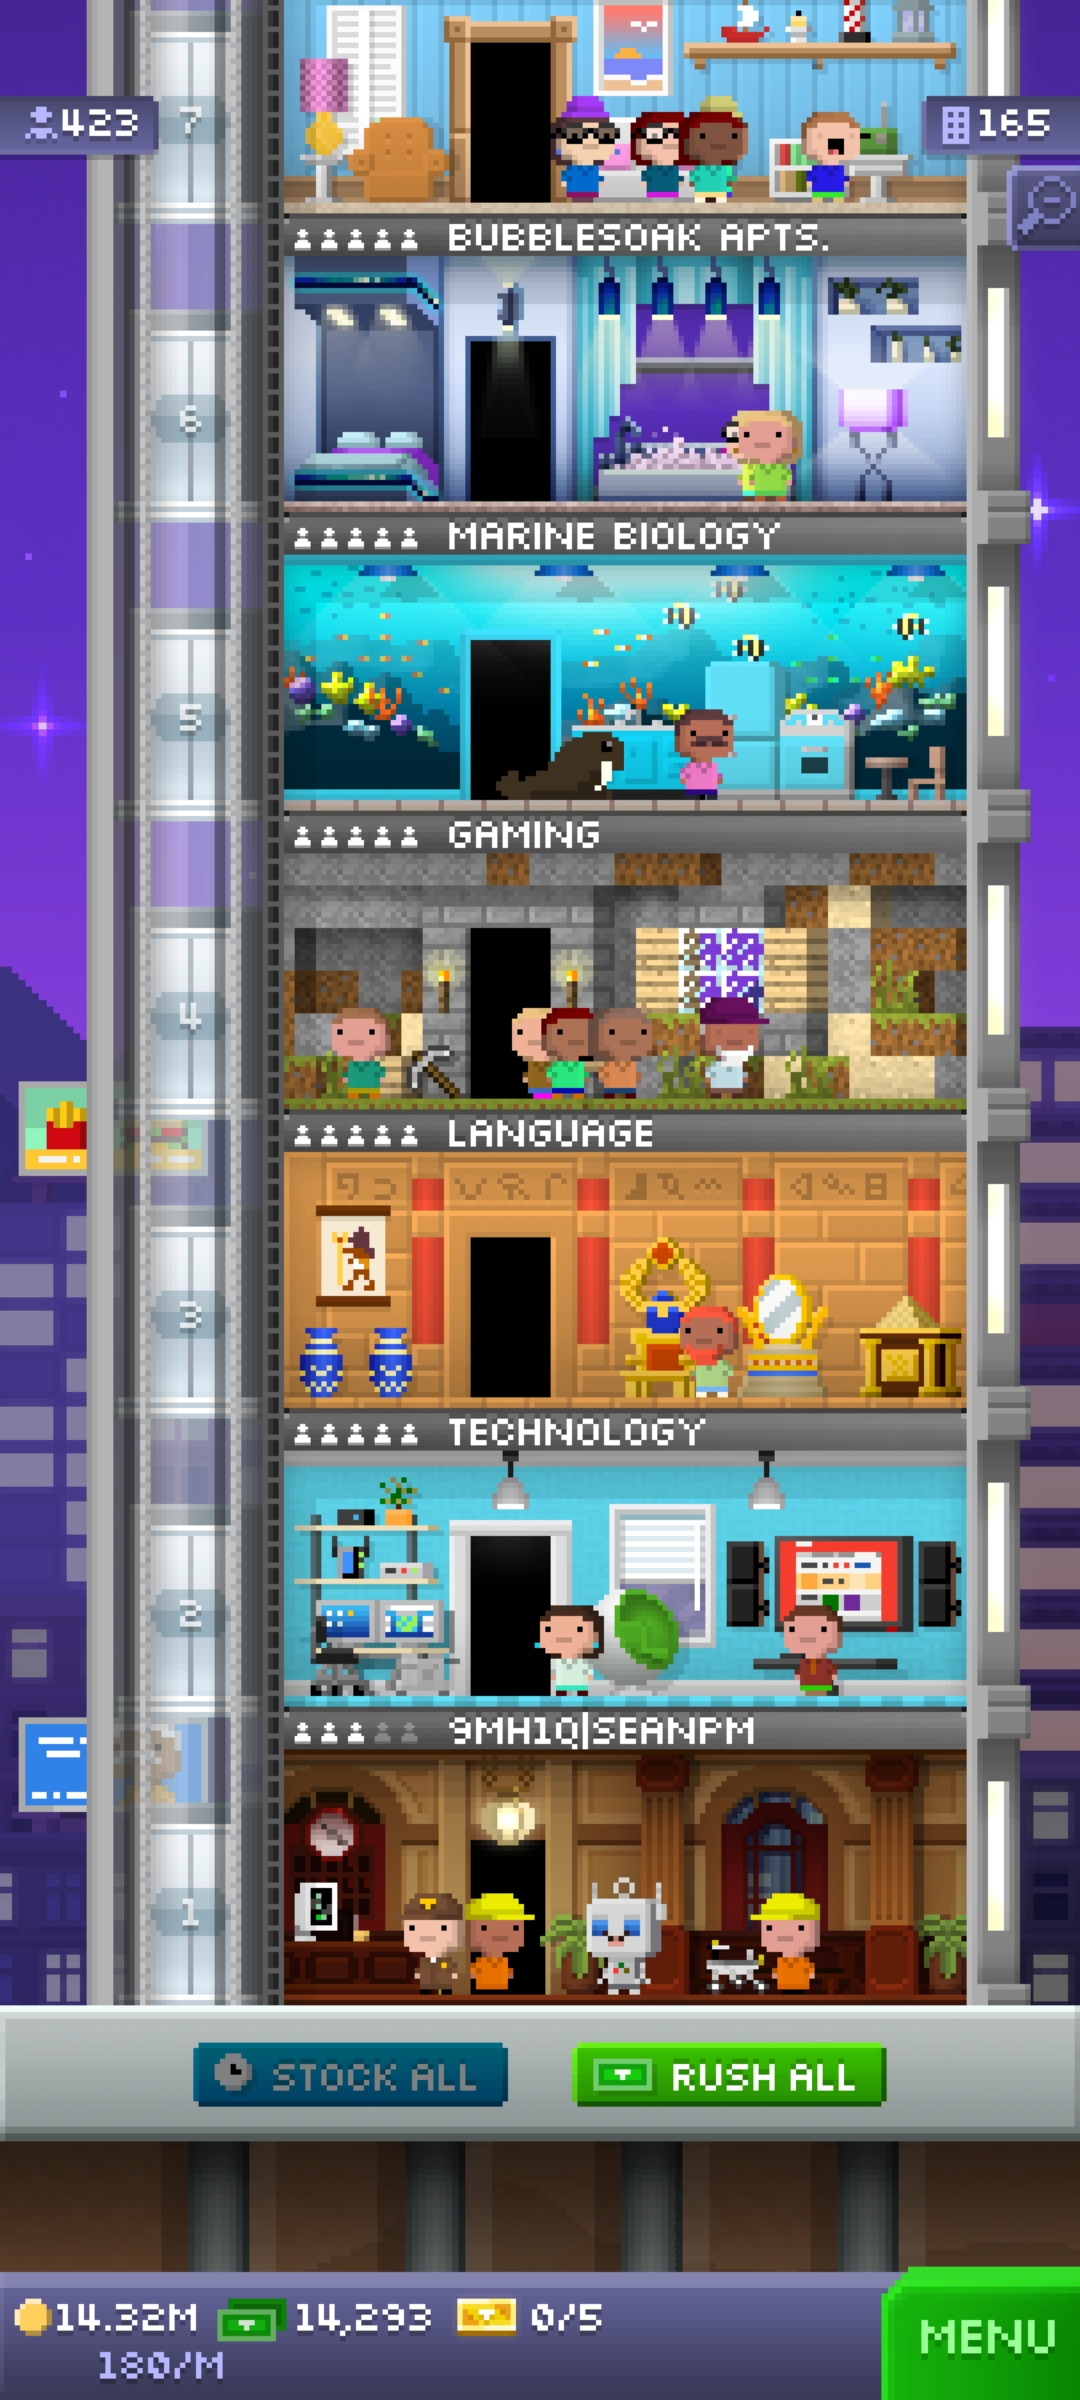 7
423
165
BUBBLESOAK APTS.
6
MARINE BIOLOGY
5
GAMING
4
LANGUAGE
3
TECHNOLOGY
2
9MH1Q|SEANPM
1
STOCK ALL
RUSH ALL
14.32M
14,293
0/5
180/M
MENU